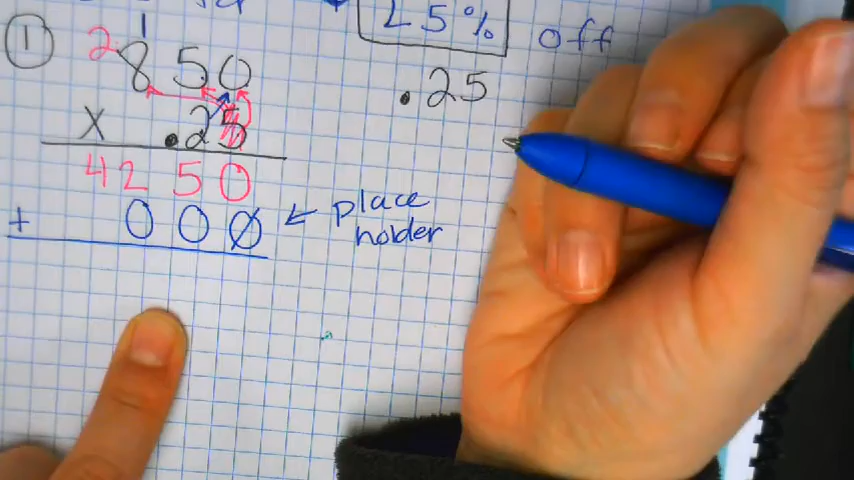 25% off
.25
①
1
2
850
x .25
4250
+ 000 ← place holder